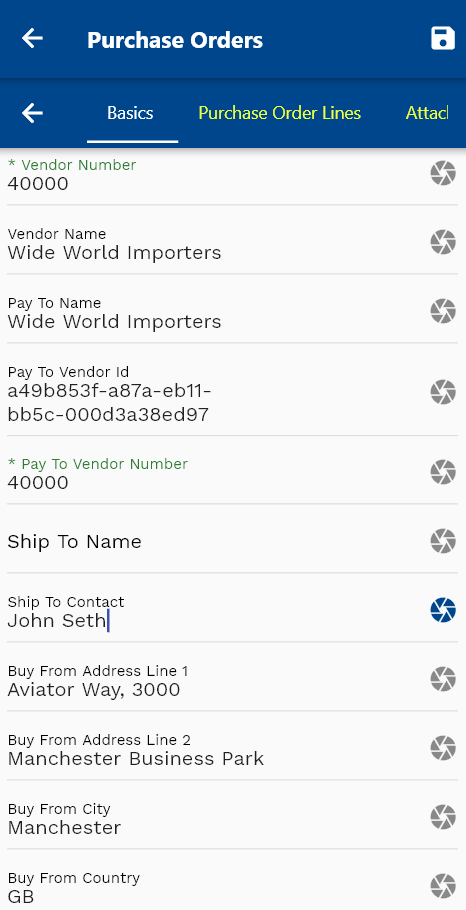 Purchase Orders
Basics Purchase Order Lines Attach
* Vendor Number
40000
Vendor Name
Wide World Importers
Pay To Name
Wide World Importers
Pay To Vendor Id
a49b853f-a87a-eb11-
bb5c-000d3a38ed97
* Pay To Vendor Number
40000
Ship To Name
Ship To Contact
John Seth
Buy From Address Line 1
Aviator Way, 3000
Buy From Address Line 2
Manchester Business Park
Buy From City
Manchester
Buy From Country
GB